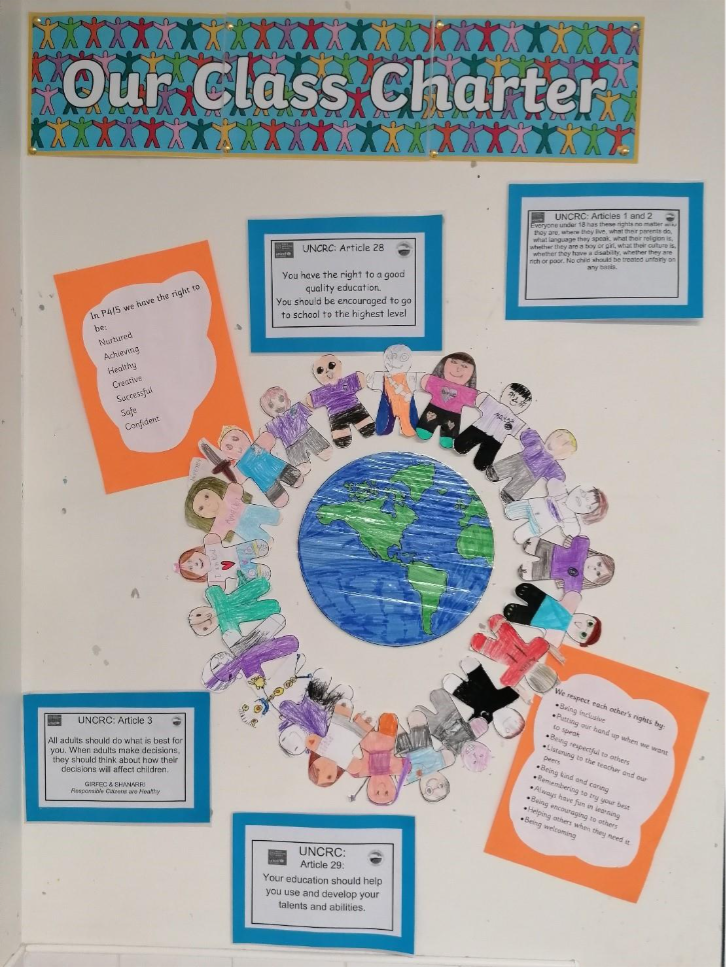 Our Class Charter
UNCRC: Articles 1 and 2
Everyone under 18 has these rights no matter who
they are, where they live, what their parents do,
what language they speak, what their religion is,
whether they are a boy or girl, what their culture is,
whether they have a disability, whether they are
rich or poor. No child should be treated unfairly on
any basis.
UNCRC: Article 28
You have the right to a good
quality education.
You should be encouraged to go
to school to the highest level
In P4/5 we have the right to
be:
Nurtured
Achieving
Healthy
Creative
Successful
Safe
Confident
UNCRC: Article 3
All adults should do what is best for
you. When adults make decisions,
they should think about how their
decisions will affect children.
GIRFEC & SHANARRI
Responsible Citizens are Healthy
We respect each other's rights by:
•Being inclusive
•Putting our hand up when we want
to speak
•Being respectful to others
•Listening to the teacher and our
peers
•Being kind and caring
•Remembering to try your best
•Always have fun in learning
•Being encouraging to others
•Helping others when they need it
•Being welcoming
UNCRC:
Article 29:
Your education should help
you use and develop your
talents and abilities.